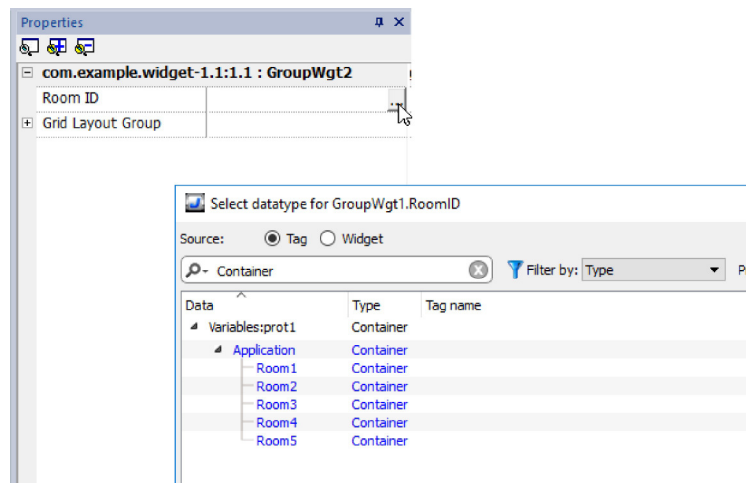 Properties
com.example.widget-1.1:1.1 : GroupWgt2
Room ID
...
Grid Layout Group
Select datatype for GroupWgt1.RoomID
Source: Tag Widget
Container Filter by: Type
Data Type Tag name
Variables:prot1 Container
Application Container
Room1 Container
Room2 Container
Room3 Container
Room4 Container
Room5 Container